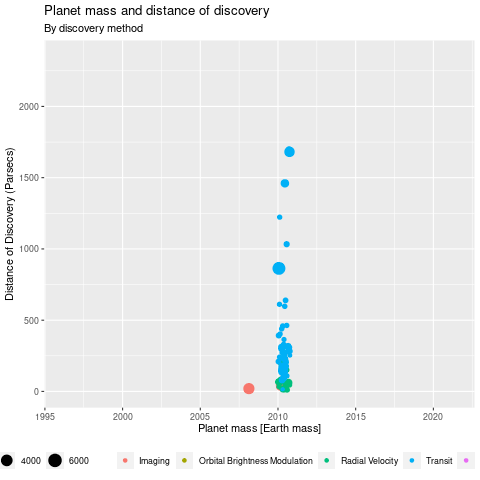 Planet mass and distance of discovery
By discovery method
Distance of Discovery (Parsecs)
2000
1500
1000
500
0
1995 2000 2005 2010 2015 2020
Planet mass [Earth mass]
4000 6000 Imaging Orbital Brightness Modulation Radial Velocity Transit